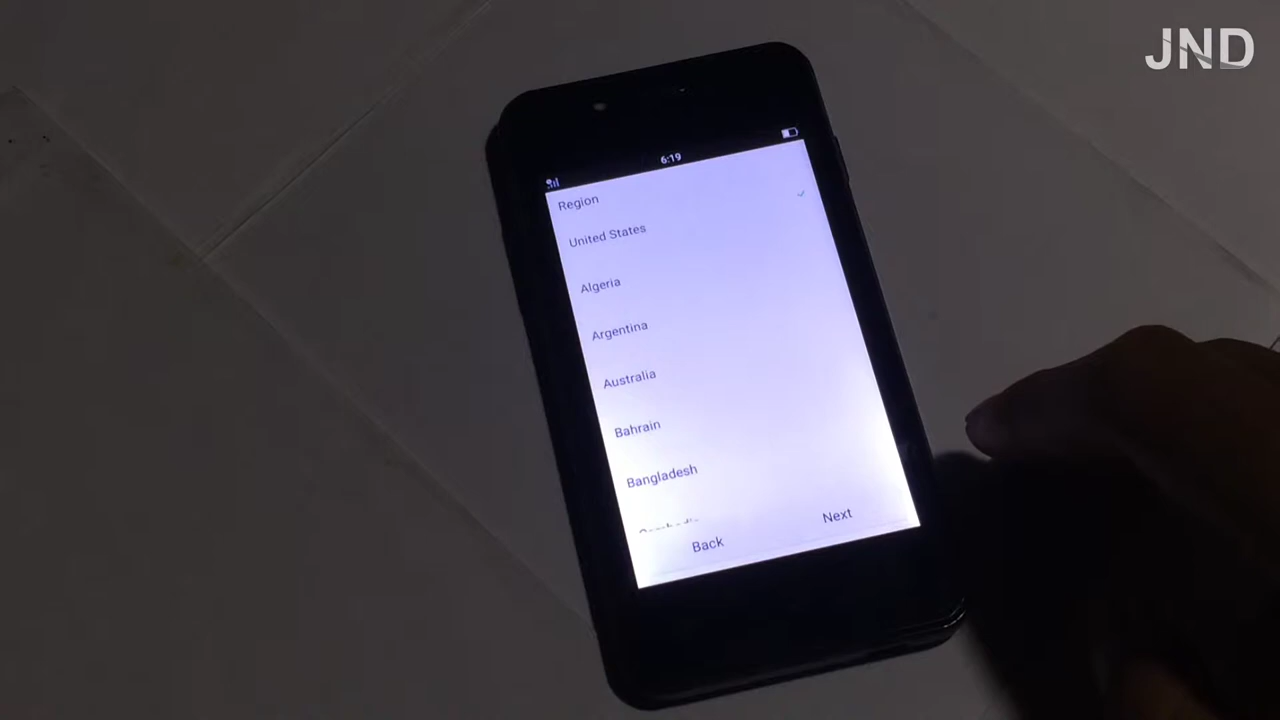 JND
6:19
Region
United States
Algeria
Argentina
Australia
Bahrain
Bangladesh
Back
Next